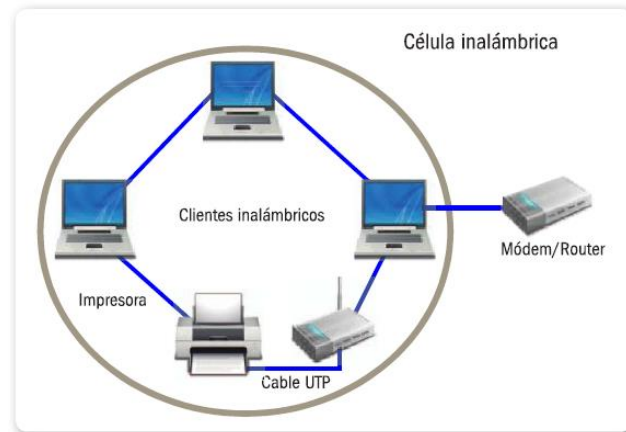 Célula inalámbrica
Clientes inalámbricos
Módem/Router
Impresora
Cable UTP